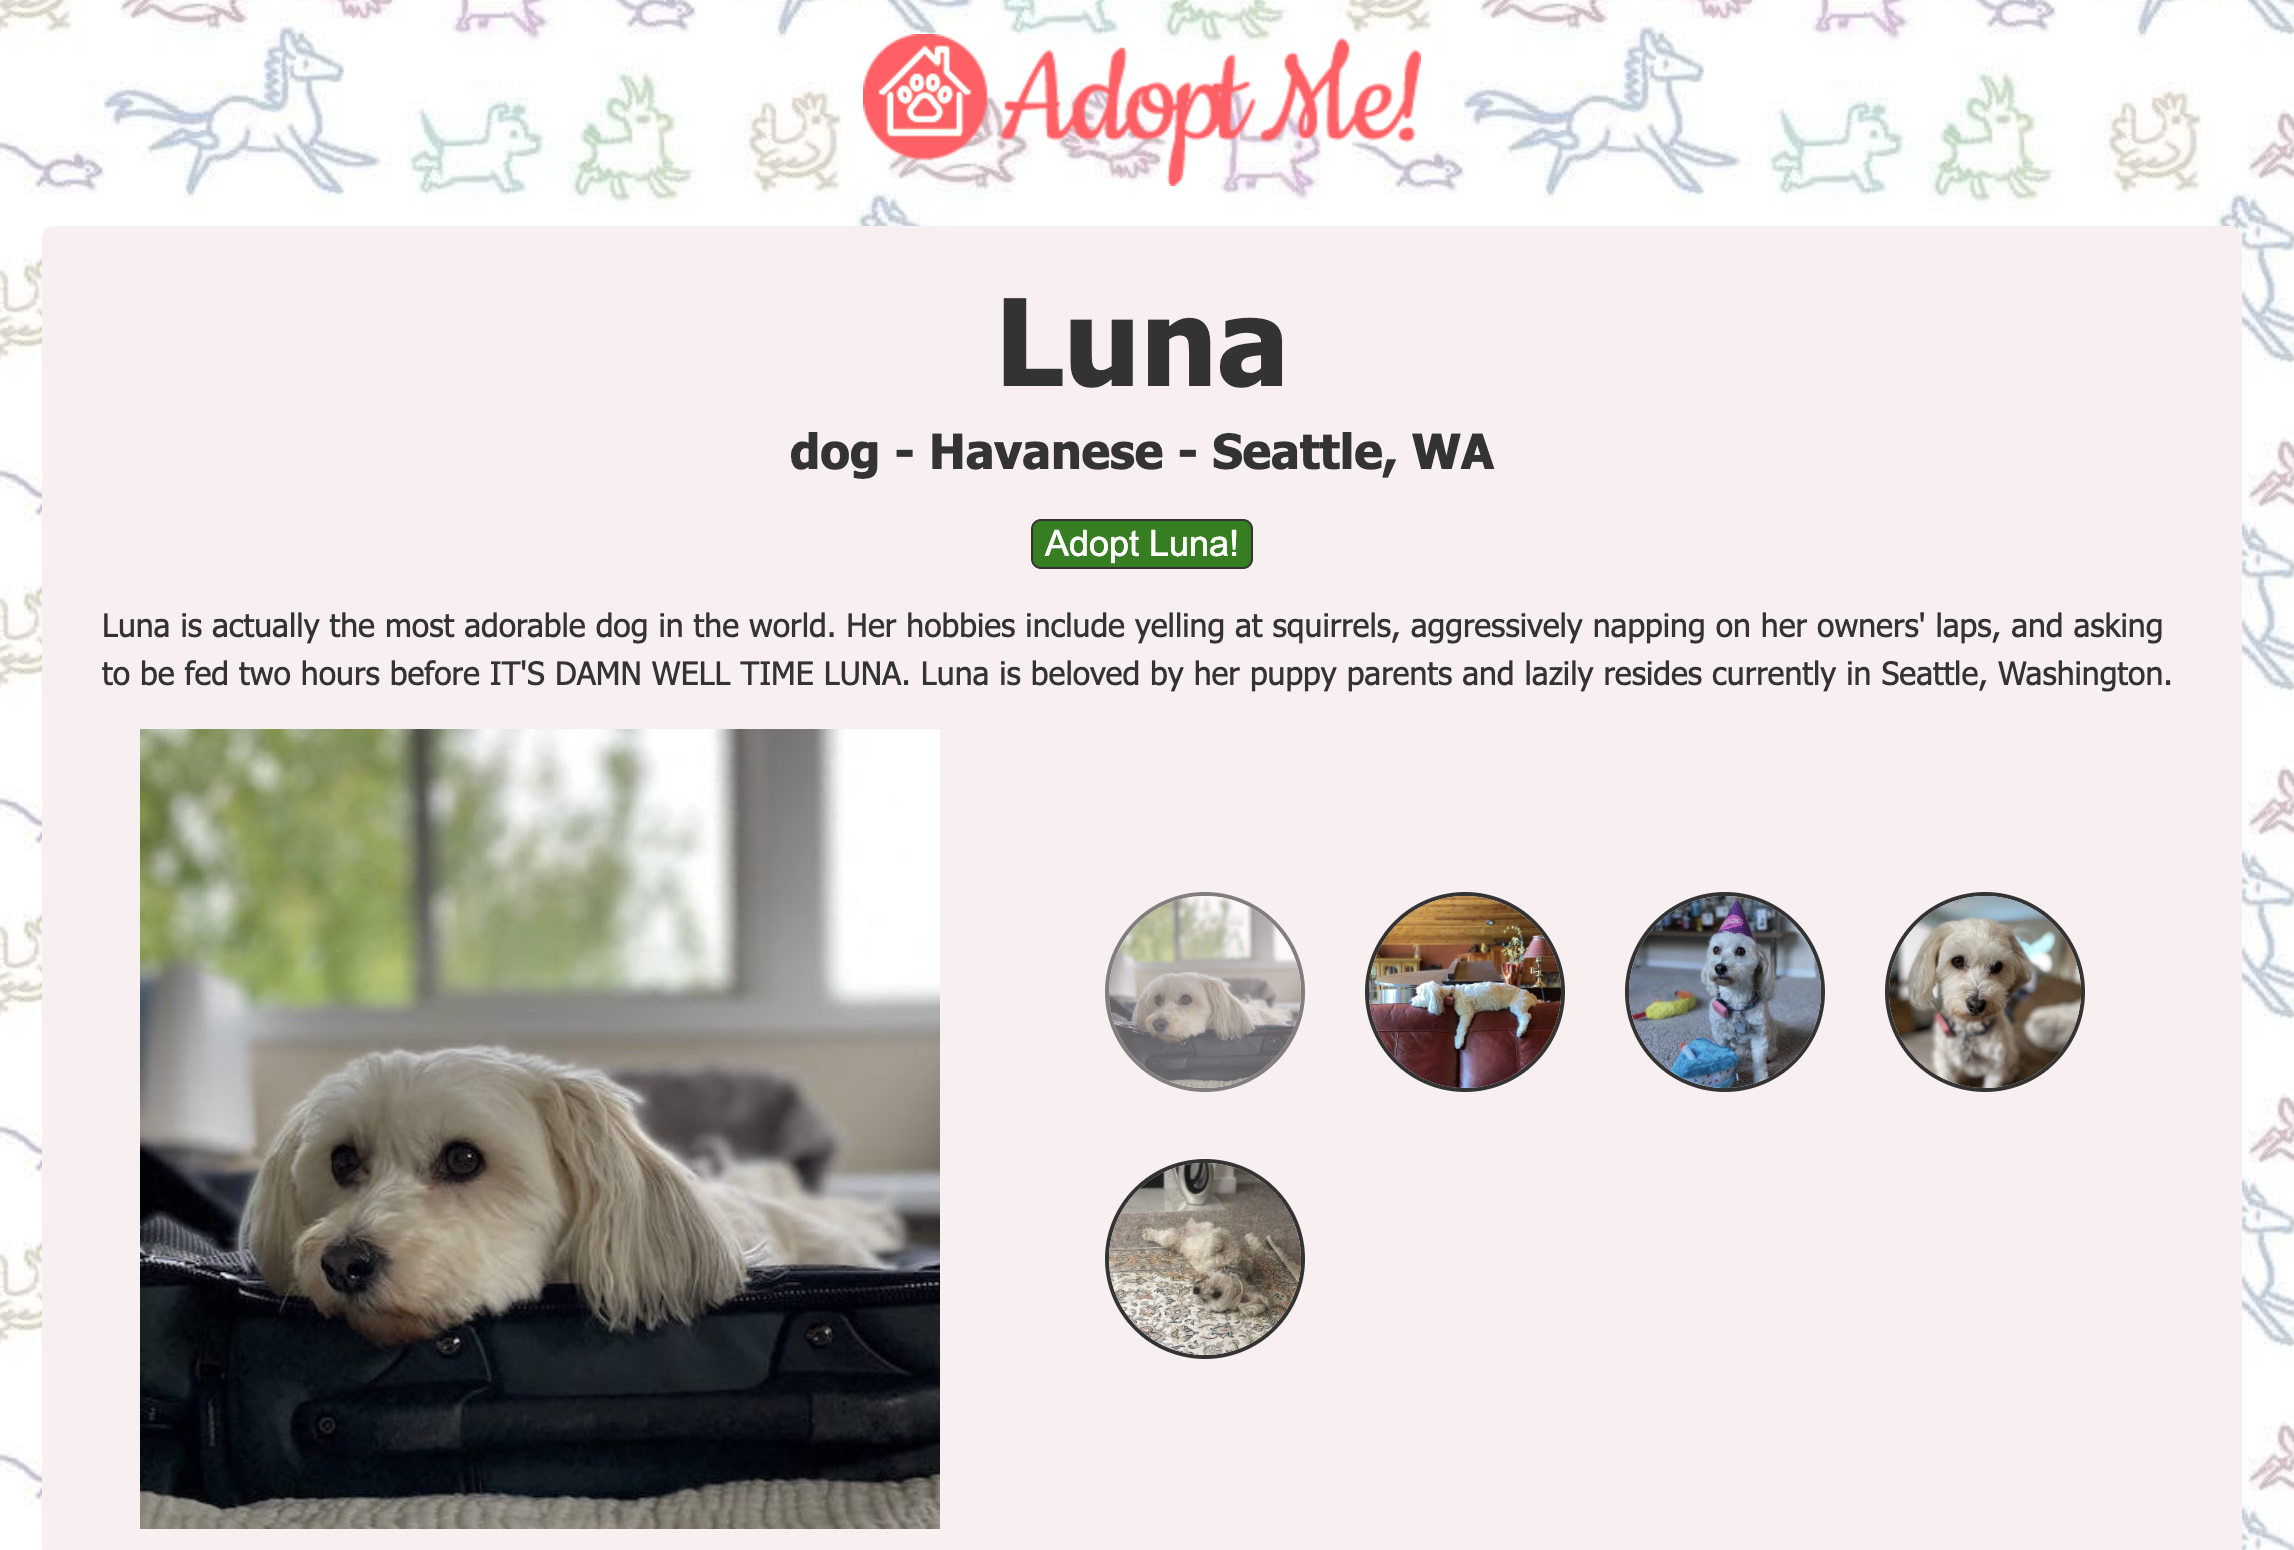 Adopt Me!
Luna
dog - Havanese - Seattle, WA
Adopt Luna!
Luna is actually the most adorable dog in the world. Her hobbies include yelling at squirrels, aggressively napping on her owners' laps, and asking
to be fed two hours before IT'S DAMN WELL TIME LUNA. Luna is beloved by her puppy parents and lazily resides currently in Seattle, Washington.